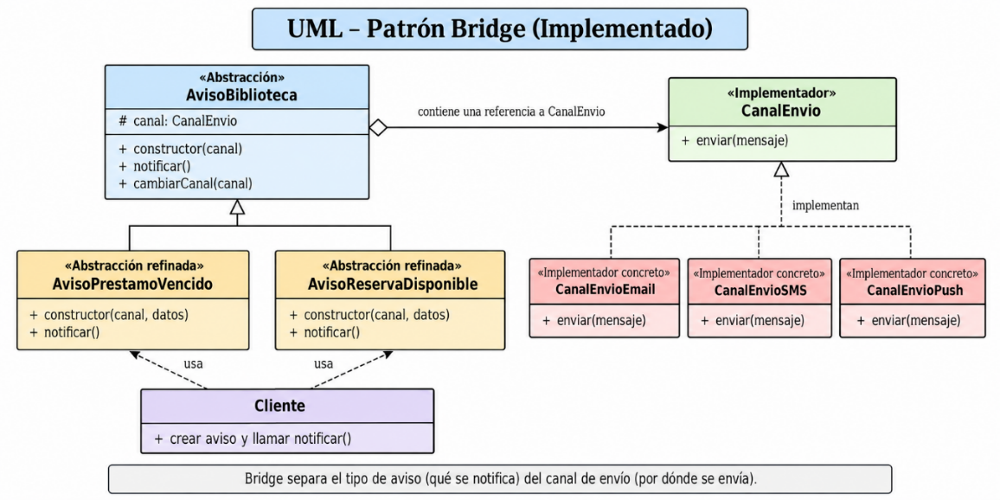 UML – Patrón Bridge (Implementado)
«Abstracción»
AvisoBiblioteca
# canal: CanalEnvio
+ constructor(canal)
+ notificar()
+ cambiarCanal(canal)
contiene una referencia a CanalEnvio
«Implementador»
CanalEnvio
+ enviar(mensaje)
implementan
«Abstracción refinada»
AvisoPrestamoVencido
+ constructor(canal, datos)
+ notificar()
«Abstracción refinada»
AvisoReservaDisponible
+ constructor(canal, datos)
+ notificar()
«Implementador concreto»
CanalEnvioEmail
+ enviar(mensaje)
«Implementador concreto»
CanalEnvioSMS
+ enviar(mensaje)
«Implementador concreto»
CanalEnvioPush
+ enviar(mensaje)
usa
usa
Cliente
+ crear aviso y llamar notificar()
Bridge separa el tipo de aviso (qué se notifica) del canal de envío (por dónde se envía).